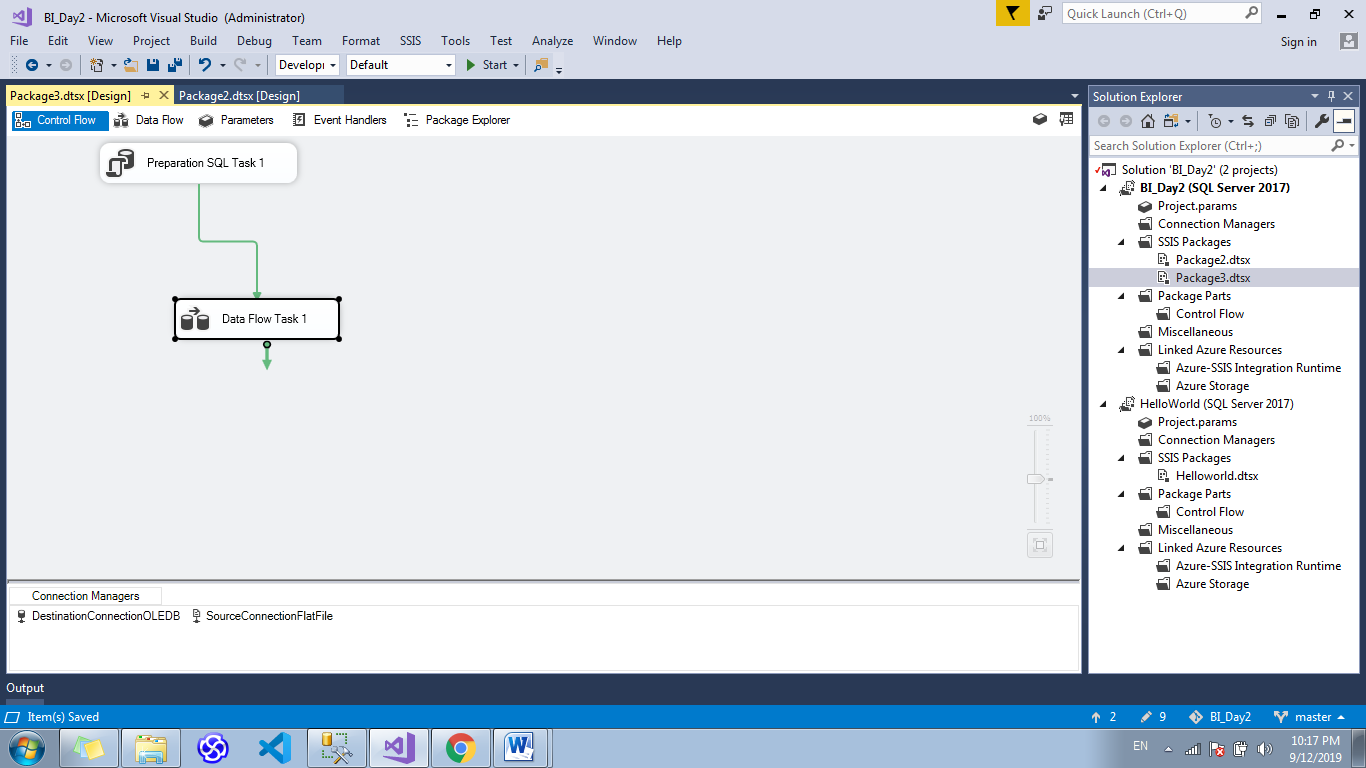 BI_Day2 - Microsoft Visual Studio (Administrator)
Quick Launch (Ctrl+Q)
File Edit View Project Build Debug Team Format SSIS Tools Test Analyze Window Help
Sign in
Developi Default Start
Package3.dtsx [Design] Package2.dtsx [Design]
Control Flow Data Flow Parameters Event Handlers Package Explorer
Preparation SQL Task 1
Data Flow Task 1
100%
Connection Managers
DestinationConnectionOLEDB SourceConnectionFlatFile
Solution Explorer
Search Solution Explorer (Ctrl+;)
Solution 'BI_Day2' (2 projects)
BI_Day2 (SQL Server 2017)
Project.params
Connection Managers
SSIS Packages
Package2.dtsx
Package3.dtsx
Package Parts
Control Flow
Miscellaneous
Linked Azure Resources
Azure-SSIS Integration Runtime
Azure Storage
HelloWorld (SQL Server 2017)
Project.params
Connection Managers
SSIS Packages
Helloworld.dtsx
Package Parts
Control Flow
Miscellaneous
Linked Azure Resources
Azure-SSIS Integration Runtime
Azure Storage
Output
Item(s) Saved
2 9 BI_Day2 master
EN
10:17 PM
9/12/2019